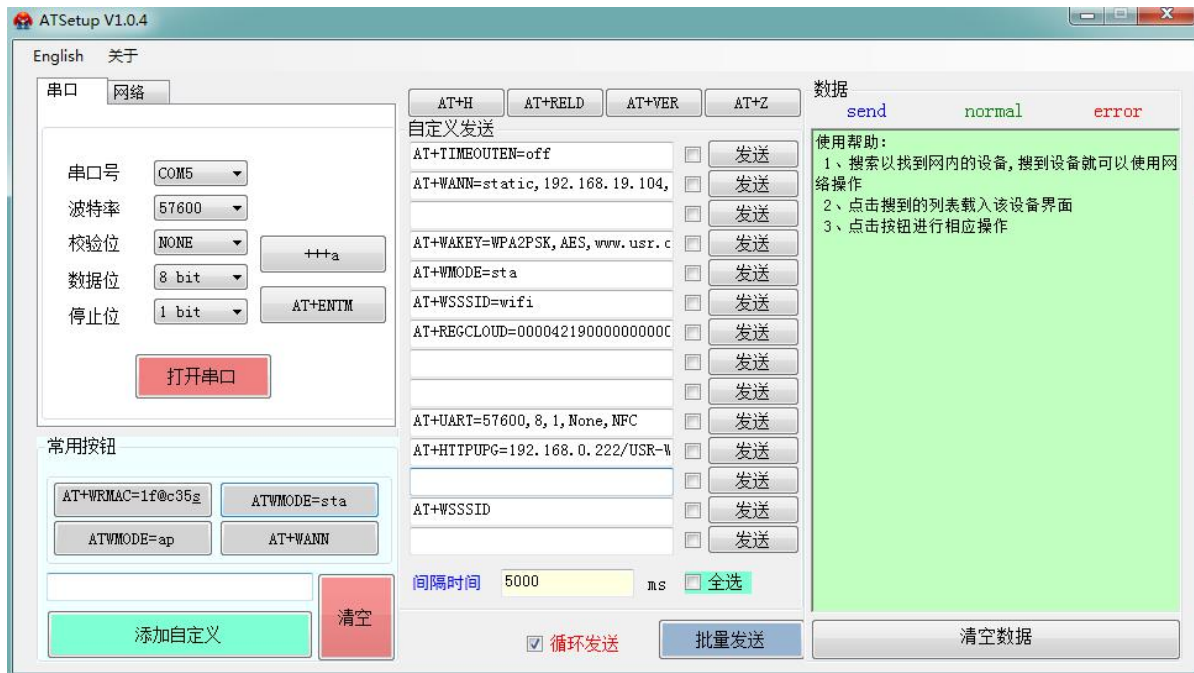 ATSetup V1.0.4
English 关于
串口 网络
串口号 COM5
波特率 57600
校验位 NONE
数据位 8 bit
停止位 1 bit
+++a
AT+ENTM
打开串口
常用按钮
AT+WRMAC=1f@c35g ATWMODE=sta
ATWMODE=ap AT+WANN
添加自定义
清空
AT+H AT+RELD AT+VER AT+Z
自定义发送
AT+TIMEOUTEN=off 发送
AT+WANN=static,192.168.19.104, 发送
发送
AT+WAKEY=WPA2PSK,AES,www.usr.c 发送
AT+WMODE=sta 发送
AT+WSSSID=wifi 发送
AT+REGCLOUD=0000421900000000000 发送
发送
发送
AT+UART=57600,8,1,None,NFC 发送
AT+HTTPUPG=192.168.0.222/USR-W 发送
发送
AT+WSSSID 发送
发送
间隔时间 5000 ms 全选
循环发送 批量发送
数据
send normal error
使用帮助:
1、搜索以找到网内的设备,搜到设备就可以使用网
络操作
2、点击搜到的列表载入该设备界面
3、点击按钮进行相应操作
清空数据